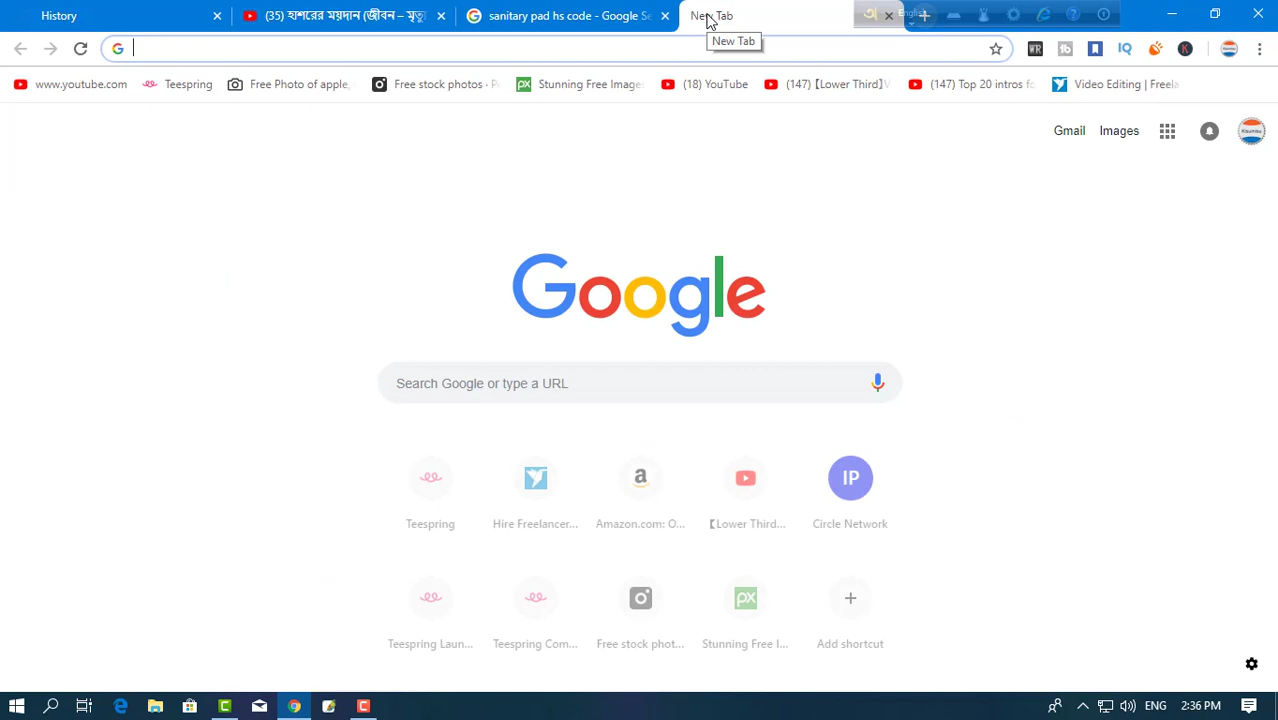 History
(35) হাশরের ময়দান (জীবন – মৃত্যু
sanitary pad hs code - Google Se
New Tab
English
New Tab
www.youtube.com
Teespring
Free Photo of apple,
Free stock photos · P
Stunning Free Images
(18) YouTube
(147)【Lower Third】V
(147) Top 20 intros fo
Video Editing | Freela
Gmail
Images
Kisumisu
Google
Search Google or type a URL
IP
Teespring
Hire Freelancer...
Amazon.com: O...
【Lower Third...
Circle Network
Teespring Laun...
Teespring Com...
Free stock phot...
Stunning Free I...
Add shortcut
ENG
2:36 PM